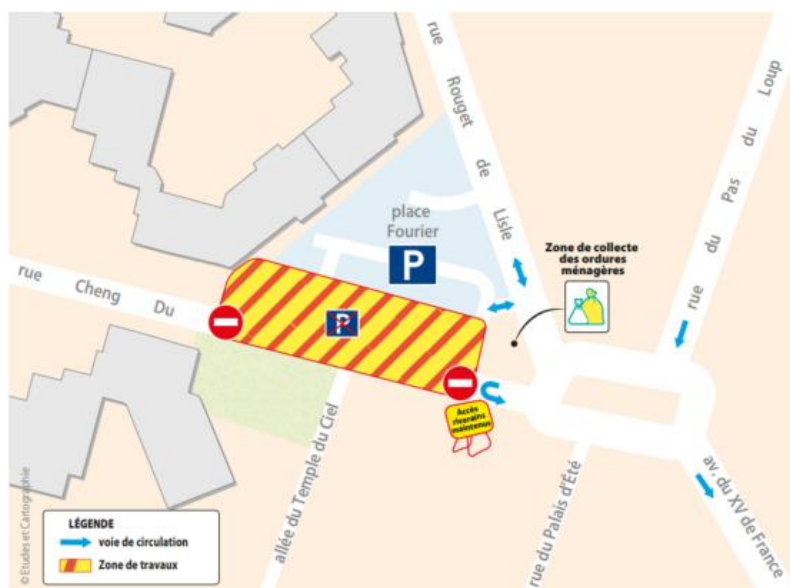 rue Rouget de Lisle
rue du Pas du Loup
place
Fourier
P
Zone de collecte
des ordures
ménagères
rue Cheng Du
P
Accès
riverains
maintenus
allée du Temple du Ciel
rue du Palais d'Été
av. du XV de France
LÉGENDE
voie de circulation
Zone de travaux
© Etudes et Cartographie